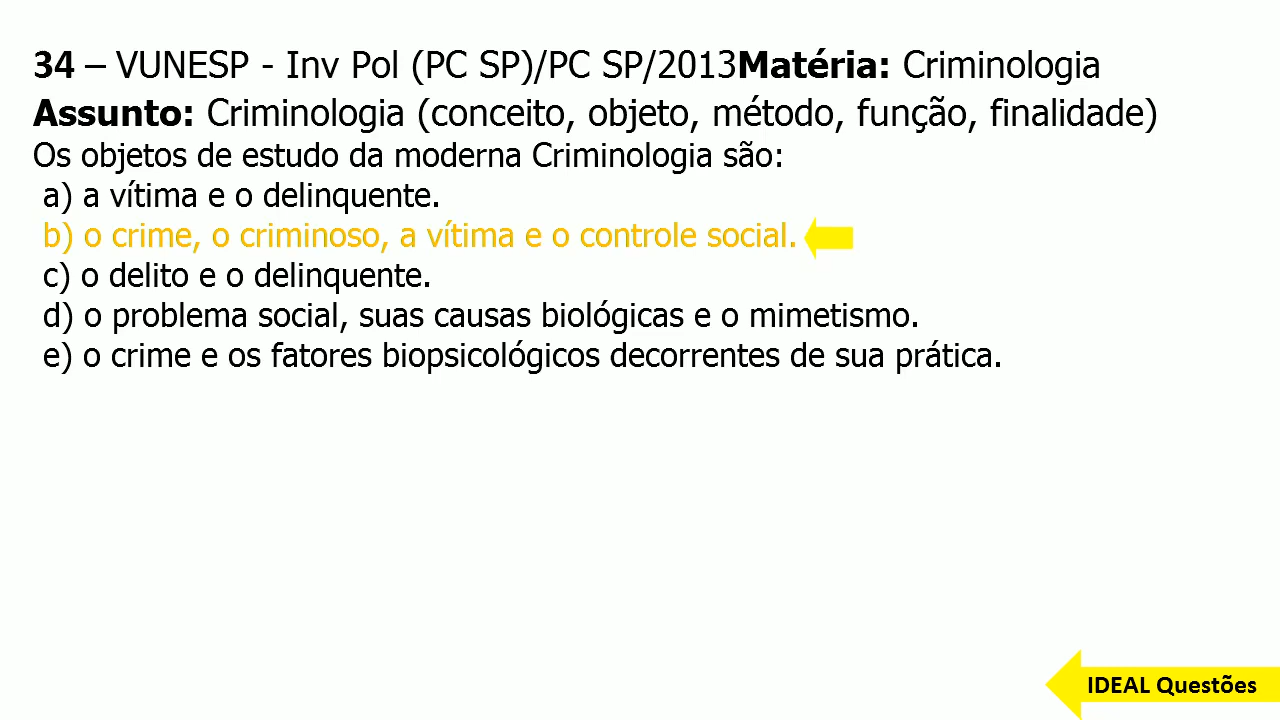 34 – VUNESP - Inv Pol (PC SP)/PC SP/2013Matéria: Criminologia
Assunto: Criminologia (conceito, objeto, método, função, finalidade)
Os objetos de estudo da moderna Criminologia são:
a) a vítima e o delinquente.
b) o crime, o criminoso, a vítima e o controle social.
c) o delito e o delinquente.
d) o problema social, suas causas biológicas e o mimetismo.
e) o crime e os fatores biopsicológicos decorrentes de sua prática.
IDEAL Questões